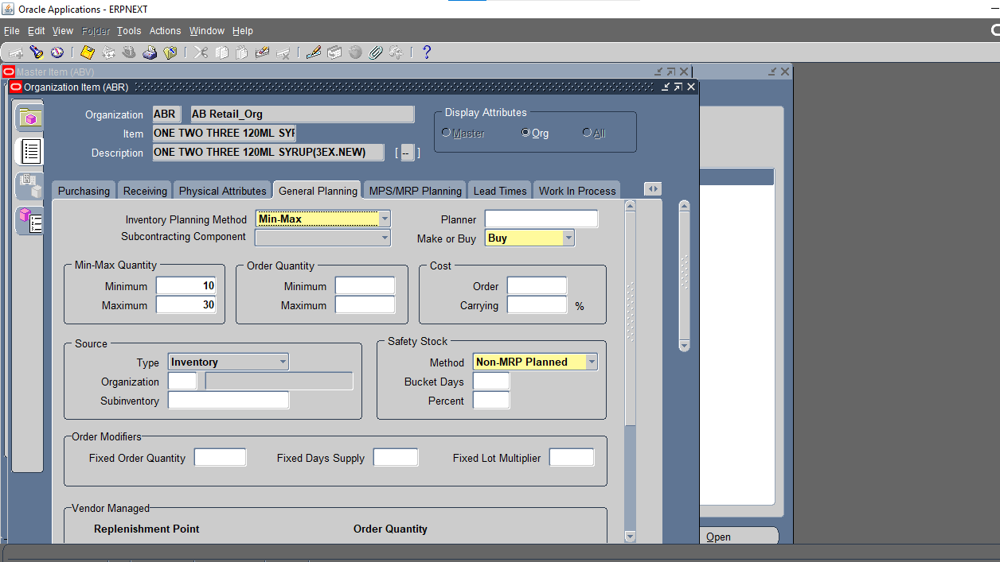 Oracle Applications - ERPNEXT
File Edit View Folder Tools Actions Window Help
Master Item (ABV)
Organization Item (ABR)
Organization ABR AB Retail_Org
Item ONE TWO THREE 120ML SYF
Description ONE TWO THREE 120ML SYRUP(3EX.NEW) [ -- ]
Display Attributes
Master Org All
Purchasing Receiving Physical Attributes General Planning MPS/MRP Planning Lead Times Work In Process
Inventory Planning Method Min-Max Planner
Subcontracting Component Make or Buy Buy
Min-Max Quantity Order Quantity Cost
Minimum 10 Minimum Order
Maximum 30 Maximum Carrying %
Source Safety Stock
Type Inventory Method Non-MRP Planned
Organization Bucket Days
Subinventory Percent
Order Modifiers
Fixed Order Quantity Fixed Days Supply Fixed Lot Multiplier
Vendor Managed
Replenishment Point Order Quantity
Open